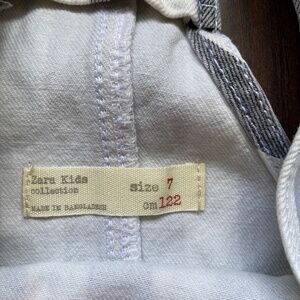 Zara Kids
collection
size 7
MADE IN BANGLADESH
cm 122